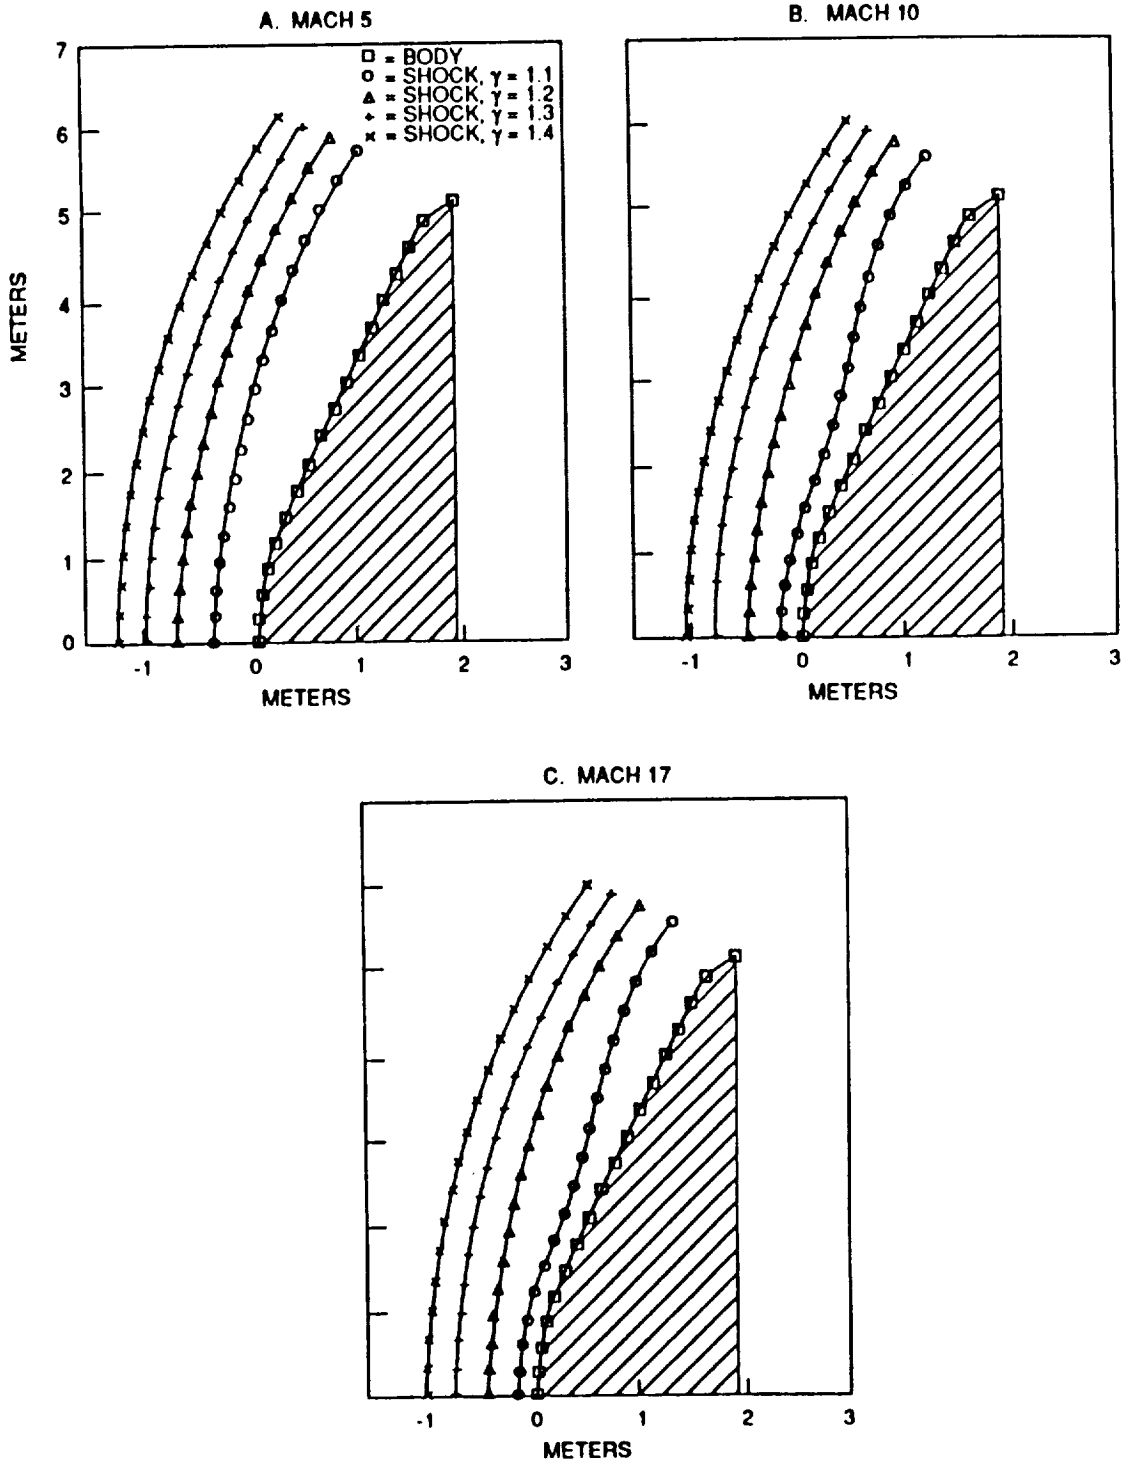 A. MACH 5
7
6
5
4
3
2
1
0
METERS
□ = BODY
○ = SHOCK, γ = 1.1
△ = SHOCK, γ = 1.2
+ = SHOCK, γ = 1.3
× = SHOCK, γ = 1.4
-1 0 1 2 3
METERS
B. MACH 10
-1 0 1 2 3
METERS
C. MACH 17
-1 0 1 2 3
METERS